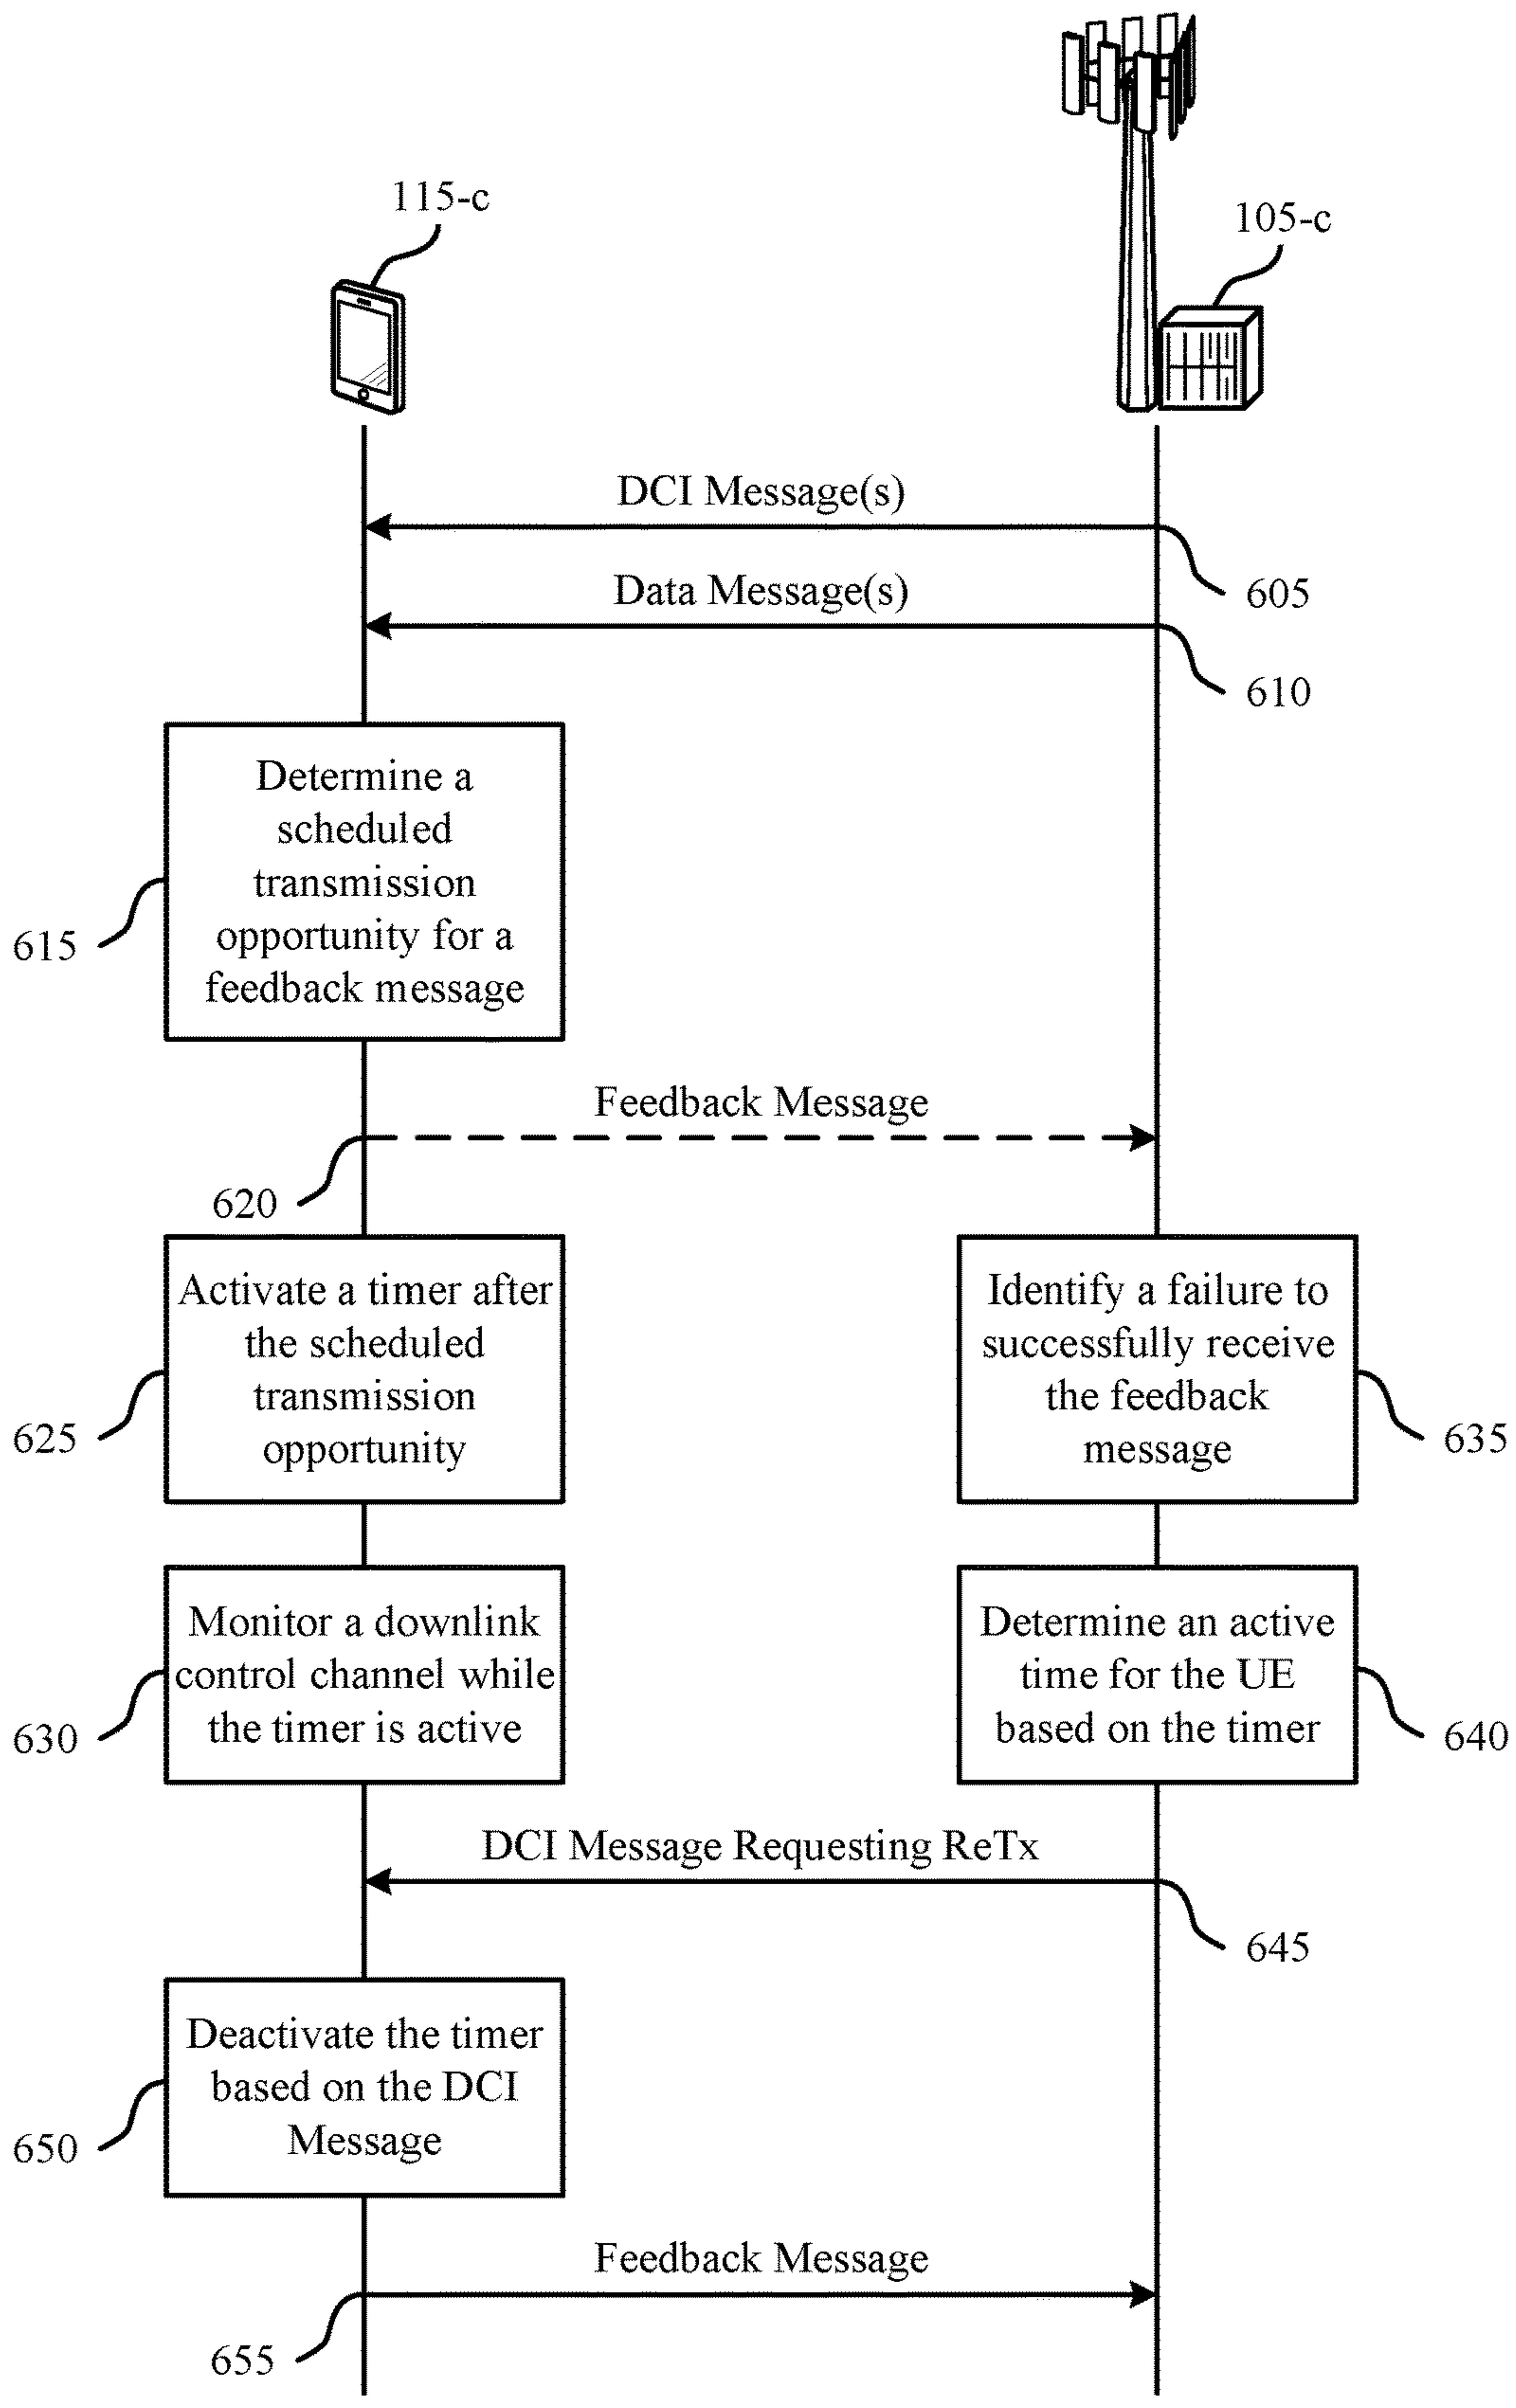 115-c
105-c
DCI Message(s)
605
Data Message(s)
610
Determine a
scheduled
transmission
opportunity for a
feedback message
615
Feedback Message
620
Activate a timer after
the scheduled
transmission
opportunity
625
Identify a failure to
successfully receive
the feedback
message
635
Monitor a downlink
control channel while
the timer is active
630
Determine an active
time for the UE
based on the timer
640
DCI Message Requesting ReTx
645
Deactivate the timer
based on the DCI
Message
650
Feedback Message
655